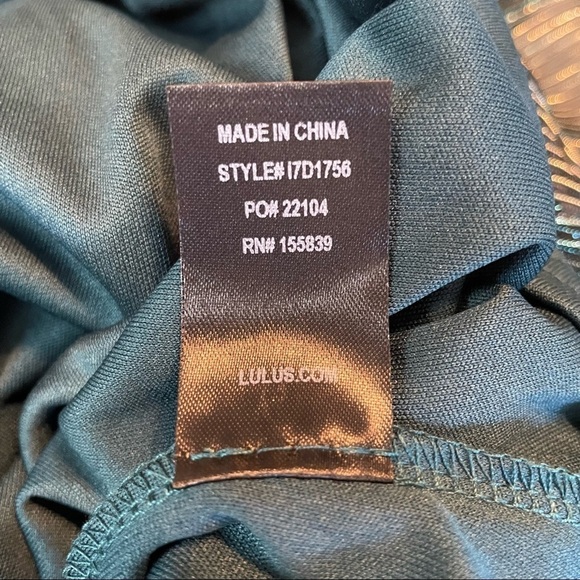 MADE IN CHINA
STYLE# I7D1756
PO# 22104
RN# 155839
LULUS.COM